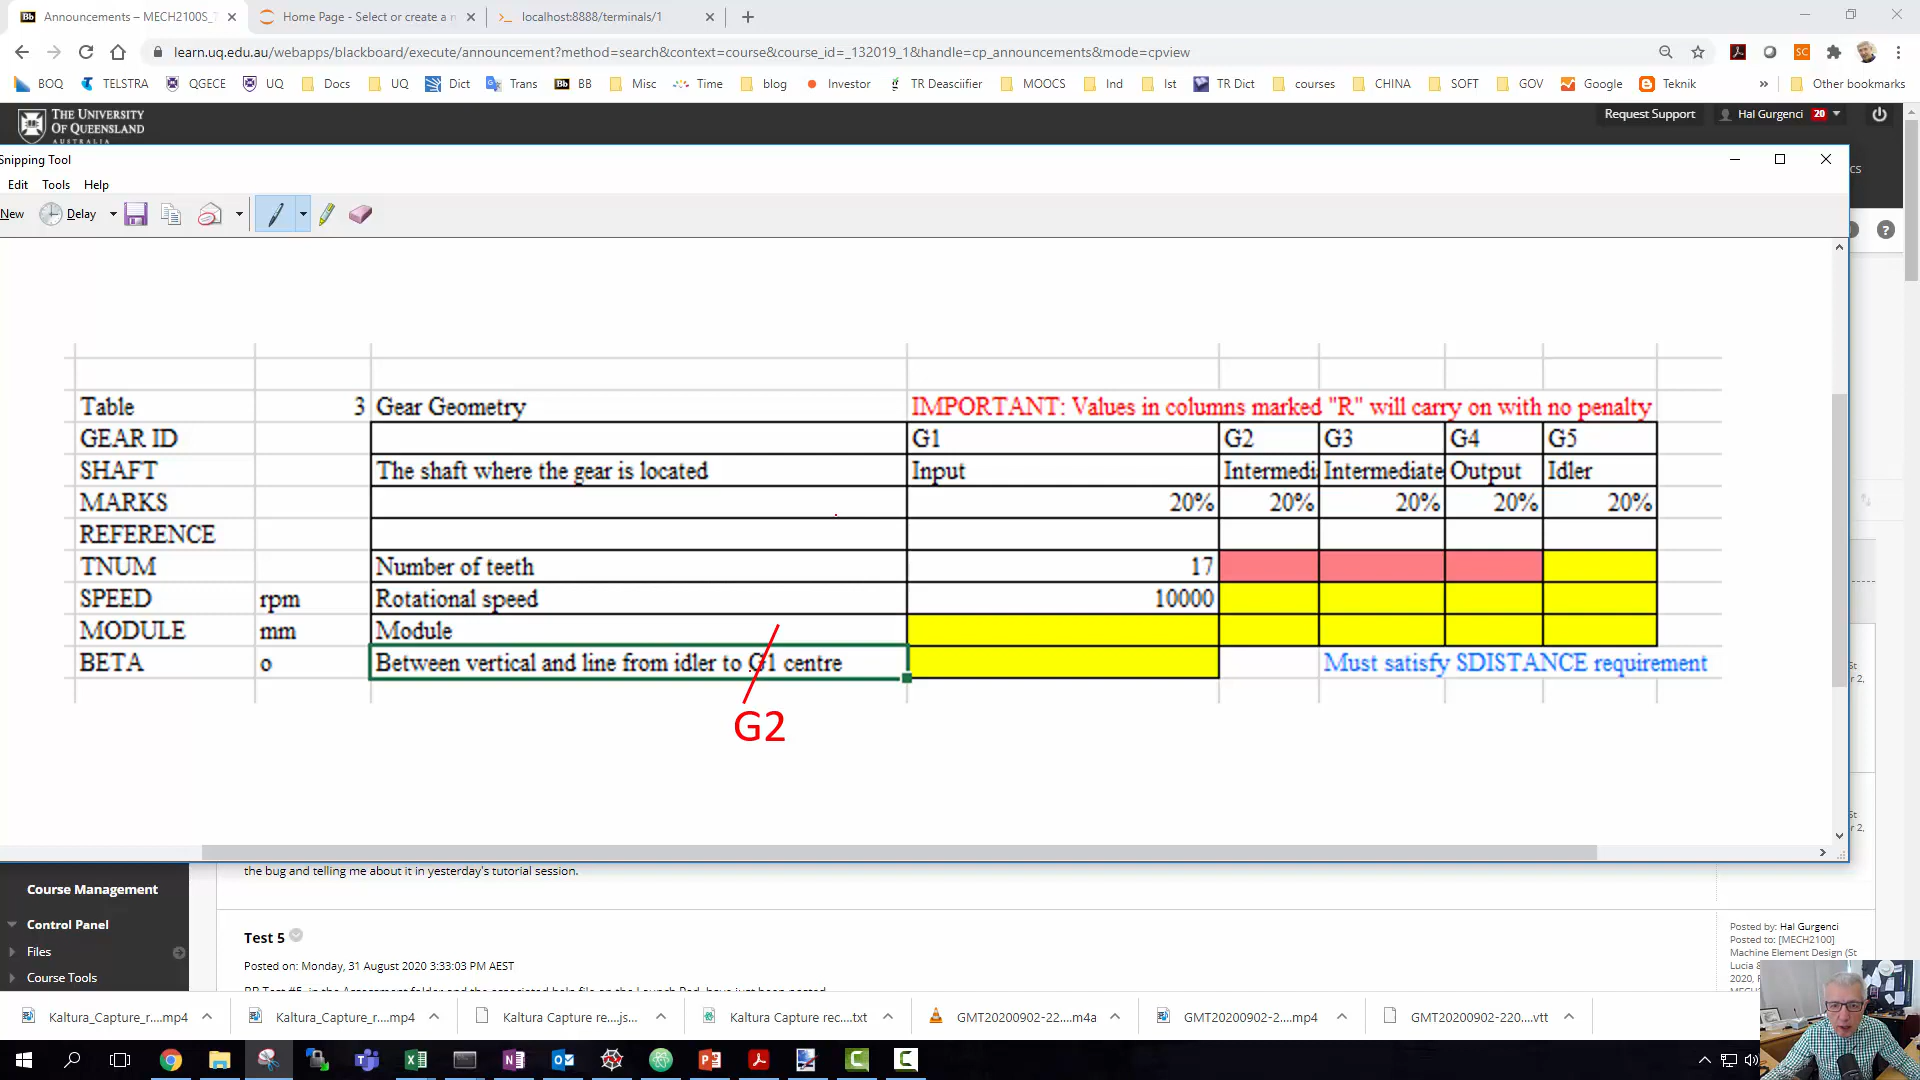 Announcements – MECH2100S_T
Home Page - Select or create a n
localhost:8888/terminals/1
learn.uq.edu.au/webapps/blackboard/execute/announcement?method=search&context=course&course_id=_132019_1&handle=cp_announcements&mode=cpview
BOQ TELSTRA QGECE UQ Docs UQ Dict Trans BB Misc Time blog Investor TR Deasciifier MOOCS Ind Ist TR Dict courses CHINA SOFT GOV Google Teknik » Other bookmarks
THE UNIVERSITY
OF QUEENSLAND
AUSTRALIA
Request Support
Hal Gurgenci 20
Snipping Tool
CS
Edit Tools Help
New Delay
Table 3 Gear Geometry IMPORTANT: Values in columns marked "R" will carry on with no penalty
GEAR ID G1 G2 G3 G4 G5
SHAFT The shaft where the gear is located Input Intermedi Intermediate Output Idler
MARKS 20% 20% 20% 20% 20%
REFERENCE
TNUM Number of teeth 17
SPEED rpm Rotational speed 10000
MODULE mm Module
BETA o Between vertical and line from idler to G1 centre Must satisfy SDISTANCE requirement
G2
the bug and telling me about it in yesterday's tutorial session.
Course Management
Control Panel
Files
Course Tools
Test 5
Posted on: Monday, 31 August 2020 3:33:03 PM AEST
Posted by: Hal Gurgenci
Posted to: [MECH2100]
Machine Element Design (St
Lucia &
2020, 
Kaltura_Capture_r....mp4
Kaltura_Capture_r....mp4
Kaltura Capture re....js...
Kaltura Capture rec....txt
GMT20200902-22....m4a
GMT20200902-2....mp4
GMT20200902-220....vtt